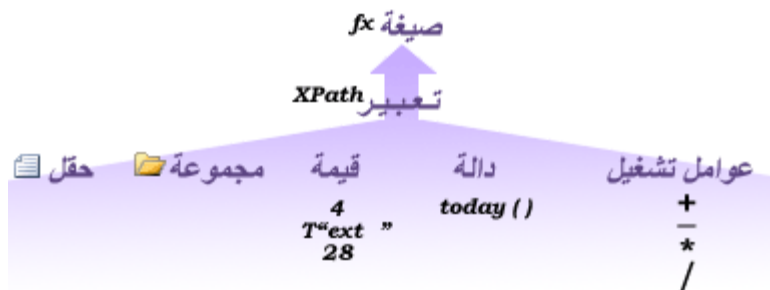 صيغة fx
تعبير XPath
عوامل تشغيل دالة قيمة مجموعة حقل
+ today () 4
− T“ext ”
* 28
/